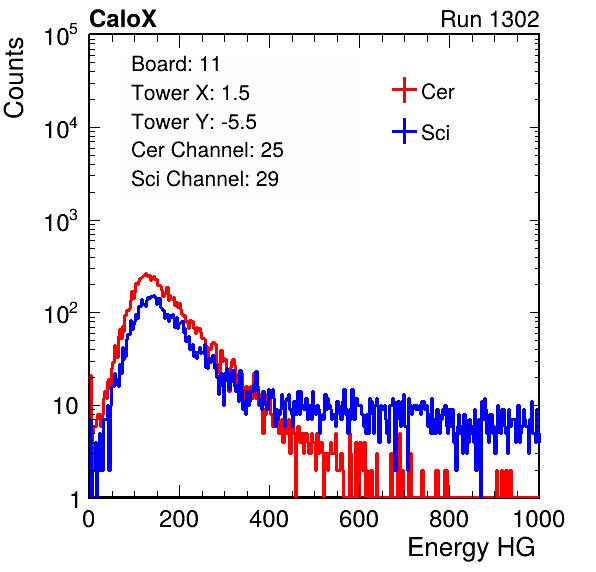 CaloX Run 1302
Counts
10^5
10^4
10^3
10^2
10
1
Board: 11
Tower X: 1.5
Tower Y: -5.5
Cer Channel: 25
Sci Channel: 29
Cer
Sci
0 200 400 600 800 1000
Energy HG